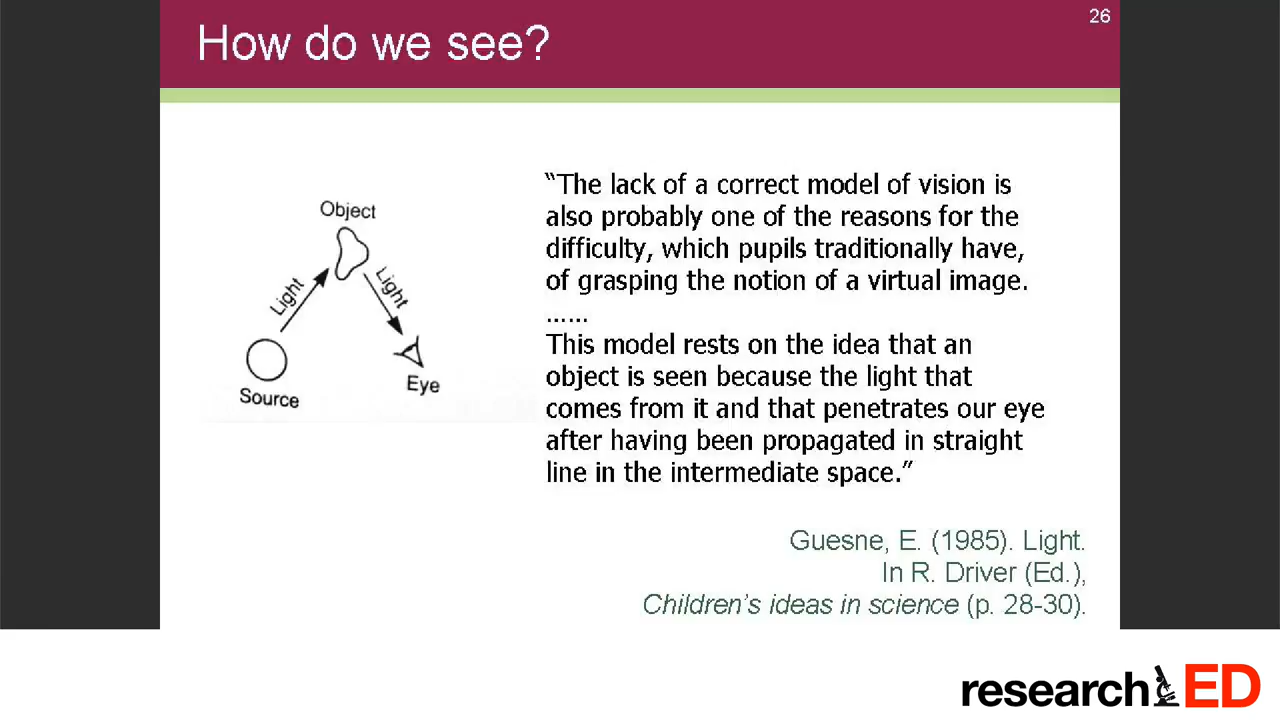 26
How do we see?
Object
Light
Light
Source
Eye
“The lack of a correct model of vision is
also probably one of the reasons for the
difficulty, which pupils traditionally have,
of grasping the notion of a virtual image.
……
This model rests on the idea that an
object is seen because the light that
comes from it and that penetrates our eye
after having been propagated in straight
line in the intermediate space.”
Guesne, E. (1985). Light.
In R. Driver (Ed.),
Children’s ideas in science (p. 28-30).
researchED